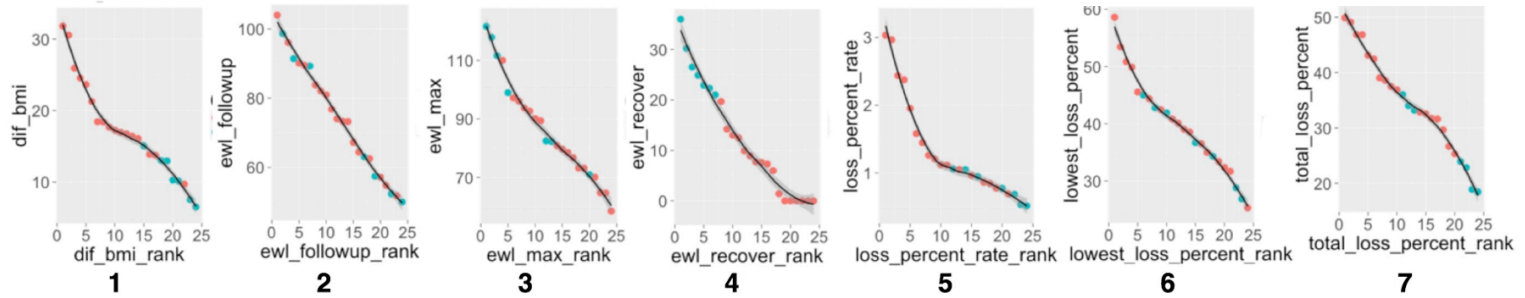 dif_bmi
30
20
10
0 5 10 15 20 25
dif_bmi_rank
1
ewl_followup
100
80
60
0 5 10 15 20 25
ewl_followup_rank
2
ewl_max
110
90
70
0 5 10 15 20 25
ewl_max_rank
3
ewl_recover
30
20
10
0
0 5 10 15 20 25
ewl_recover_rank
4
loss_percent_rate
3
2
1
0 5 10 15 20 25
loss_percent_rate_rank
5
lowest_loss_percent
60
50
40
30
0 5 10 15 20 25
lowest_loss_percent_rank
6
total_loss_percent
50
40
30
20
0 5 10 15 20 25
total_loss_percent_rank
7